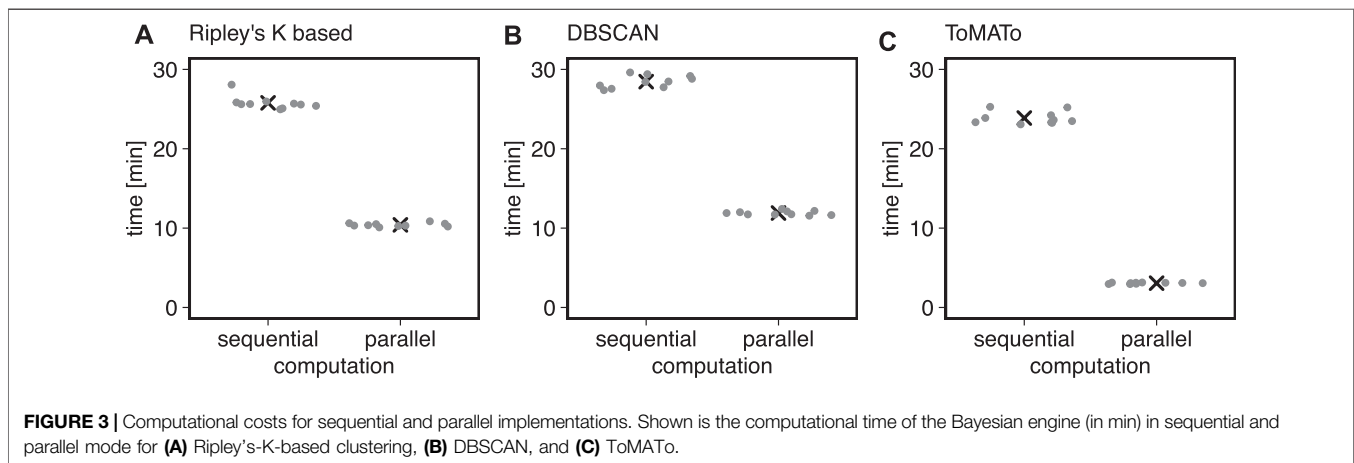 A Ripley's K based
30
20
10
0
time [min]
sequential parallel
computation
B DBSCAN
30
20
10
0
time [min]
sequential parallel
computation
C ToMATo
30
20
10
0
time [min]
sequential parallel
computation
FIGURE 3 | Computational costs for sequential and parallel implementations. Shown is the computational time of the Bayesian engine (in min) in sequential and
parallel mode for (A) Ripley's-K-based clustering, (B) DBSCAN, and (C) ToMATo.